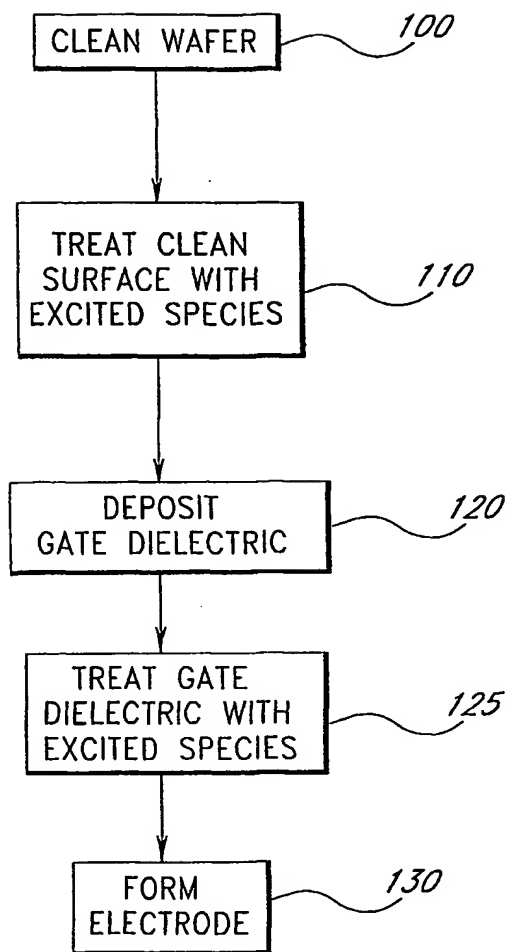 CLEAN WAFER
100
TREAT CLEAN
SURFACE WITH
EXCITED SPECIES
110
DEPOSIT
GATE DIELECTRIC
120
TREAT GATE
DIELECTRIC WITH
EXCITED SPECIES
125
FORM
ELECTRODE
130